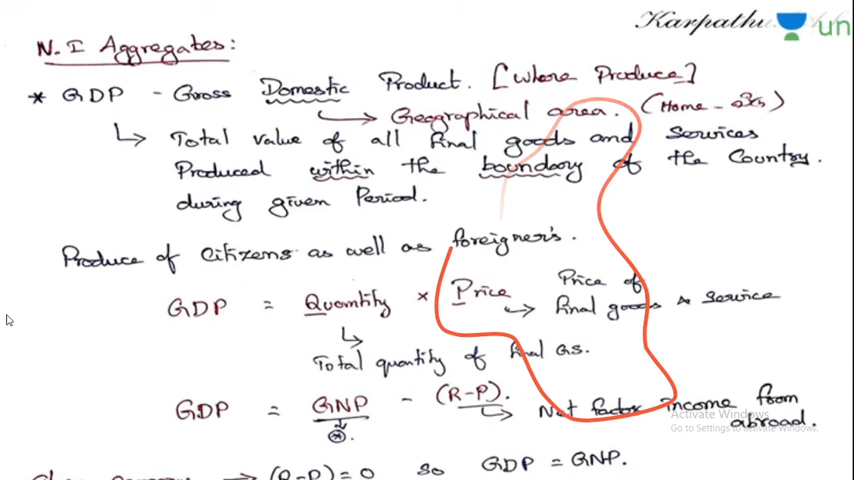 Karpathu
un
N.I Aggregates:
* GDP - Gross Domestic Product. [Where Produce]
→ Geographical area. (Home -
↳ Total value of all final goods and Services
Produced within the boundary of the Country.
during given Period.
Produce of Citizens as well as foreigner's.
GDP = Quantity × Price → Price of
final goods & Service
↳ Total quantity of final GS.
GDP = GNP - (R-P). → Net factor income from
abroad.
Activate Windows
Go to Settings to activate Windows.
→ (R-P) = 0 so GDP = GNP.